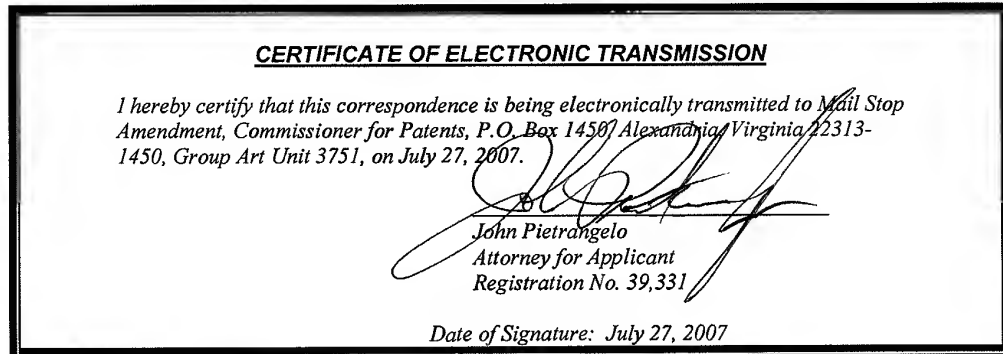 CERTIFICATE OF ELECTRONIC TRANSMISSION
I hereby certify that this correspondence is being electronically transmitted to Mail Stop
Amendment, Commissioner for Patents, P.O. Box 1450, Alexandria, Virginia 22313-
1450, Group Art Unit 3751, on July 27, 2007.
John Pietrangelo
Attorney for Applicant
Registration No. 39,331
Date of Signature: July 27, 2007